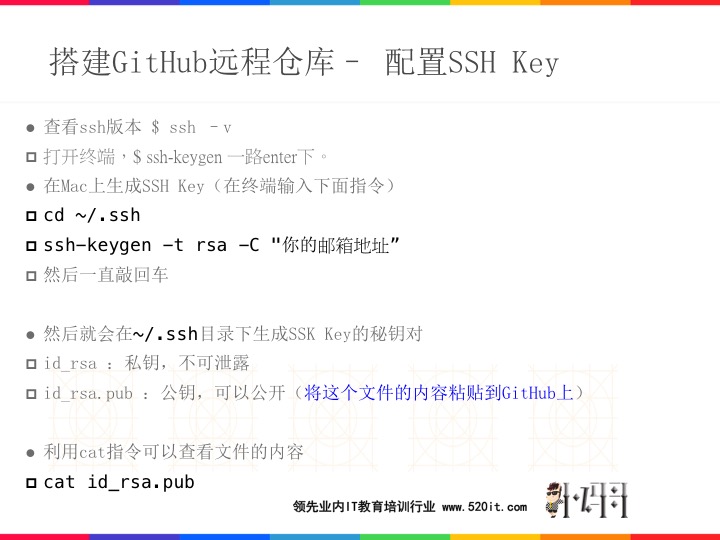 搭建GitHub远程仓库– 配置SSH Key
查看ssh版本 $ ssh –v
打开终端，$ ssh-keygen 一路enter下。
在Mac上生成SSH Key（在终端输入下面指令）
cd ~/.ssh
ssh-keygen -t rsa -C "你的邮箱地址”
然后一直敲回车
然后就会在~/.ssh目录下生成SSK Key的秘钥对
id_rsa : 私钥，不可泄露
id_rsa.pub : 公钥，可以公开（将这个文件的内容粘贴到GitHub上）
利用cat指令可以查看文件的内容
cat id_rsa.pub
领先业内IT教育培训行业 www.520it.com
小码哥